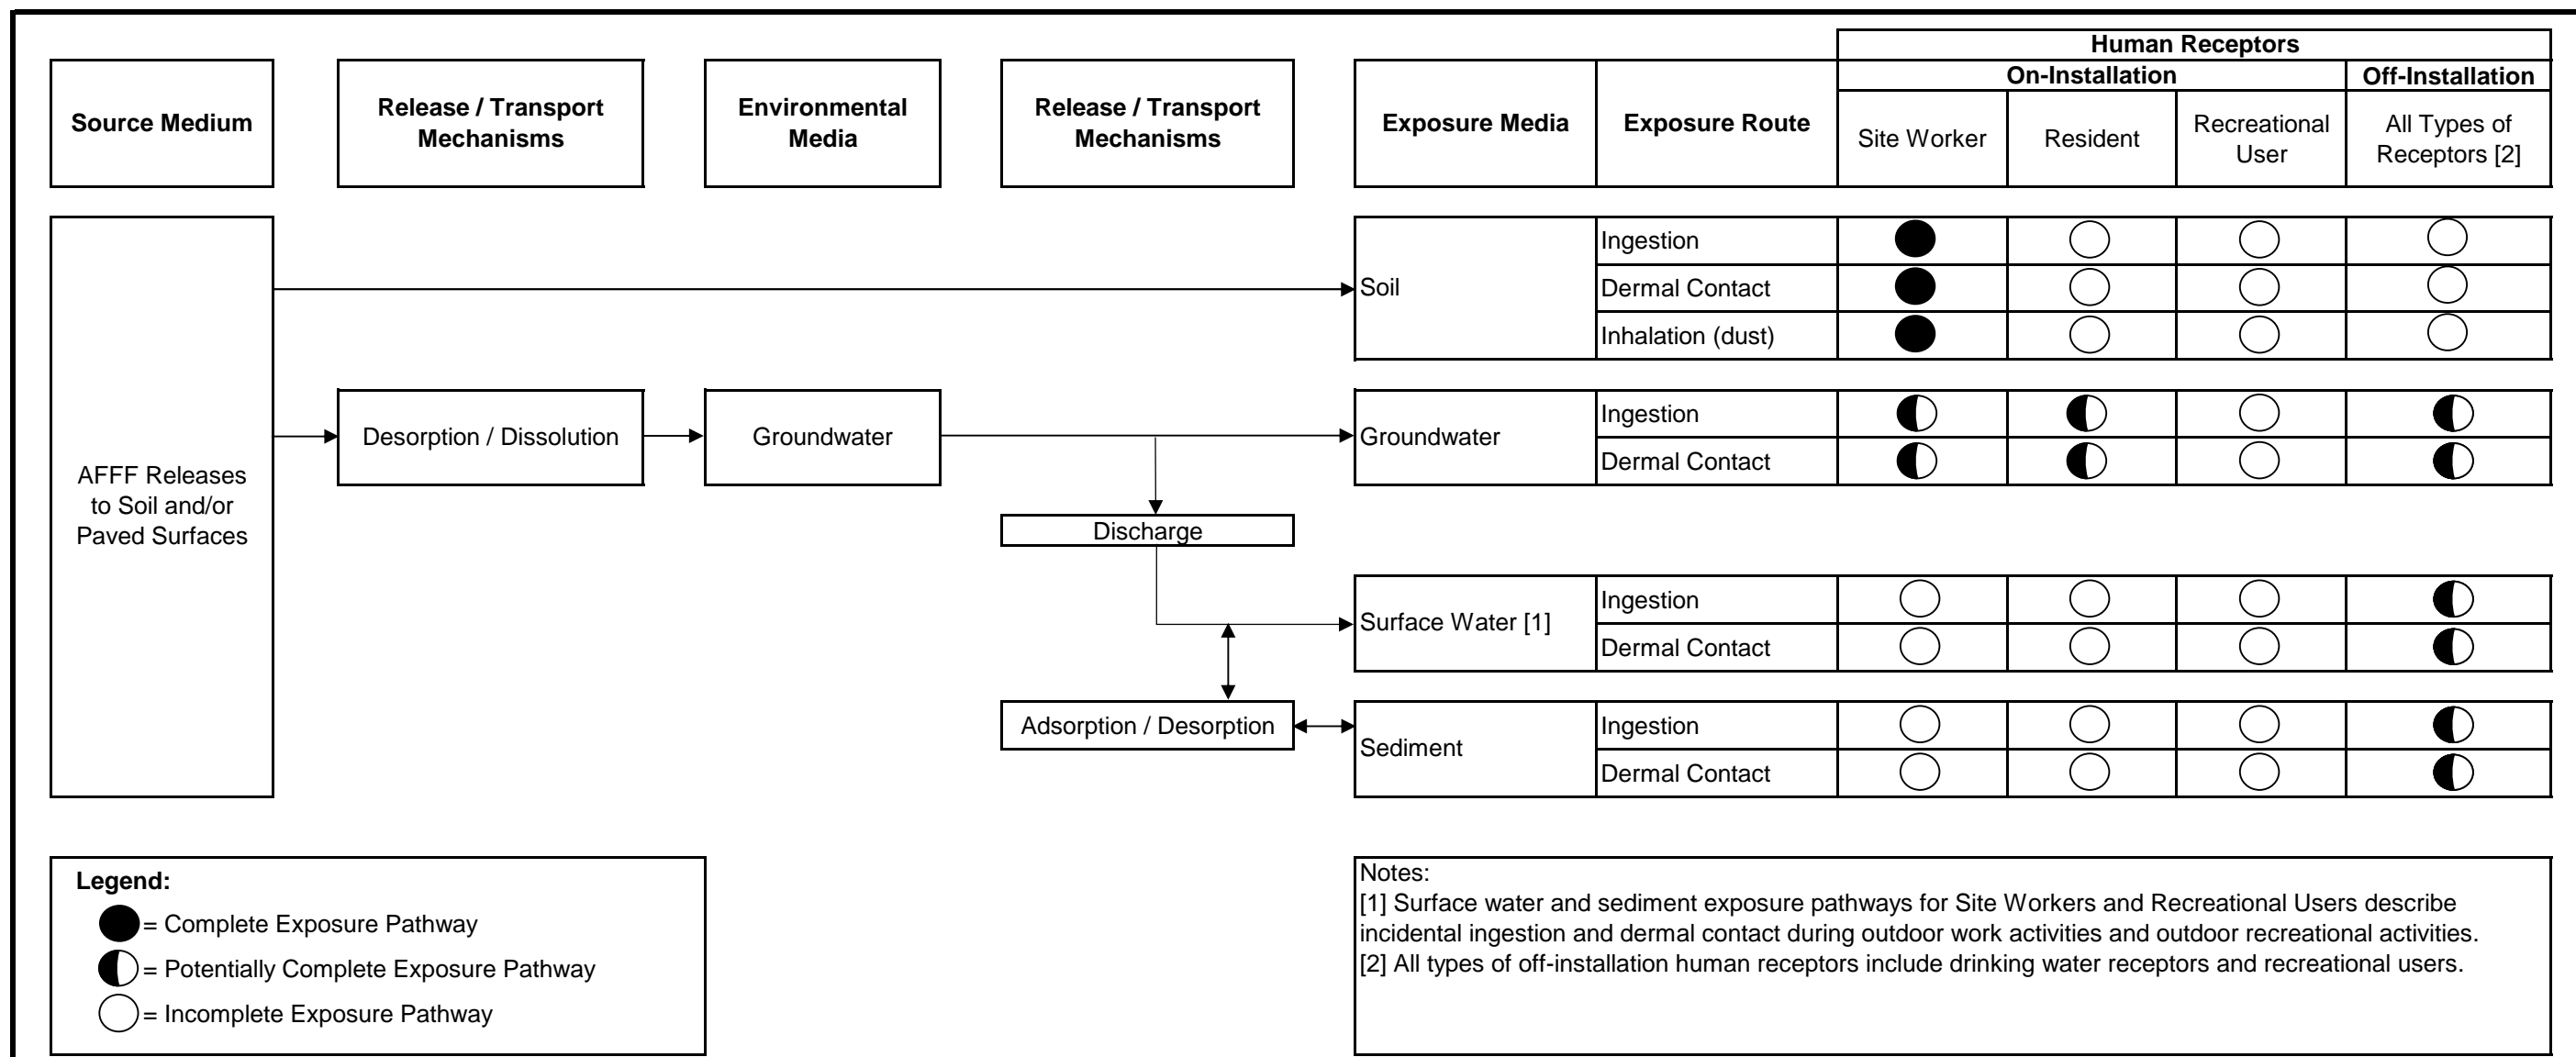 Human Receptors
On-Installation
Off-Installation
Source Medium
Release / Transport
Mechanisms
Environmental
Media
Release / Transport
Mechanisms
Exposure Media
Exposure Route
Site Worker
Resident
Recreational
User
All Types of
Receptors [2]
AFFF Releases
to Soil and/or
Paved Surfaces
Soil
Ingestion
Dermal Contact
Inhalation (dust)
Desorption / Dissolution
Groundwater
Groundwater
Ingestion
Dermal Contact
Discharge
Surface Water [1]
Ingestion
Dermal Contact
Adsorption / Desorption
Sediment
Ingestion
Dermal Contact
Legend:
= Complete Exposure Pathway
= Potentially Complete Exposure Pathway
= Incomplete Exposure Pathway
Notes:
[1] Surface water and sediment exposure pathways for Site Workers and Recreational Users describe
incidental ingestion and dermal contact during outdoor work activities and outdoor recreational activities.
[2] All types of off-installation human receptors include drinking water receptors and recreational users.